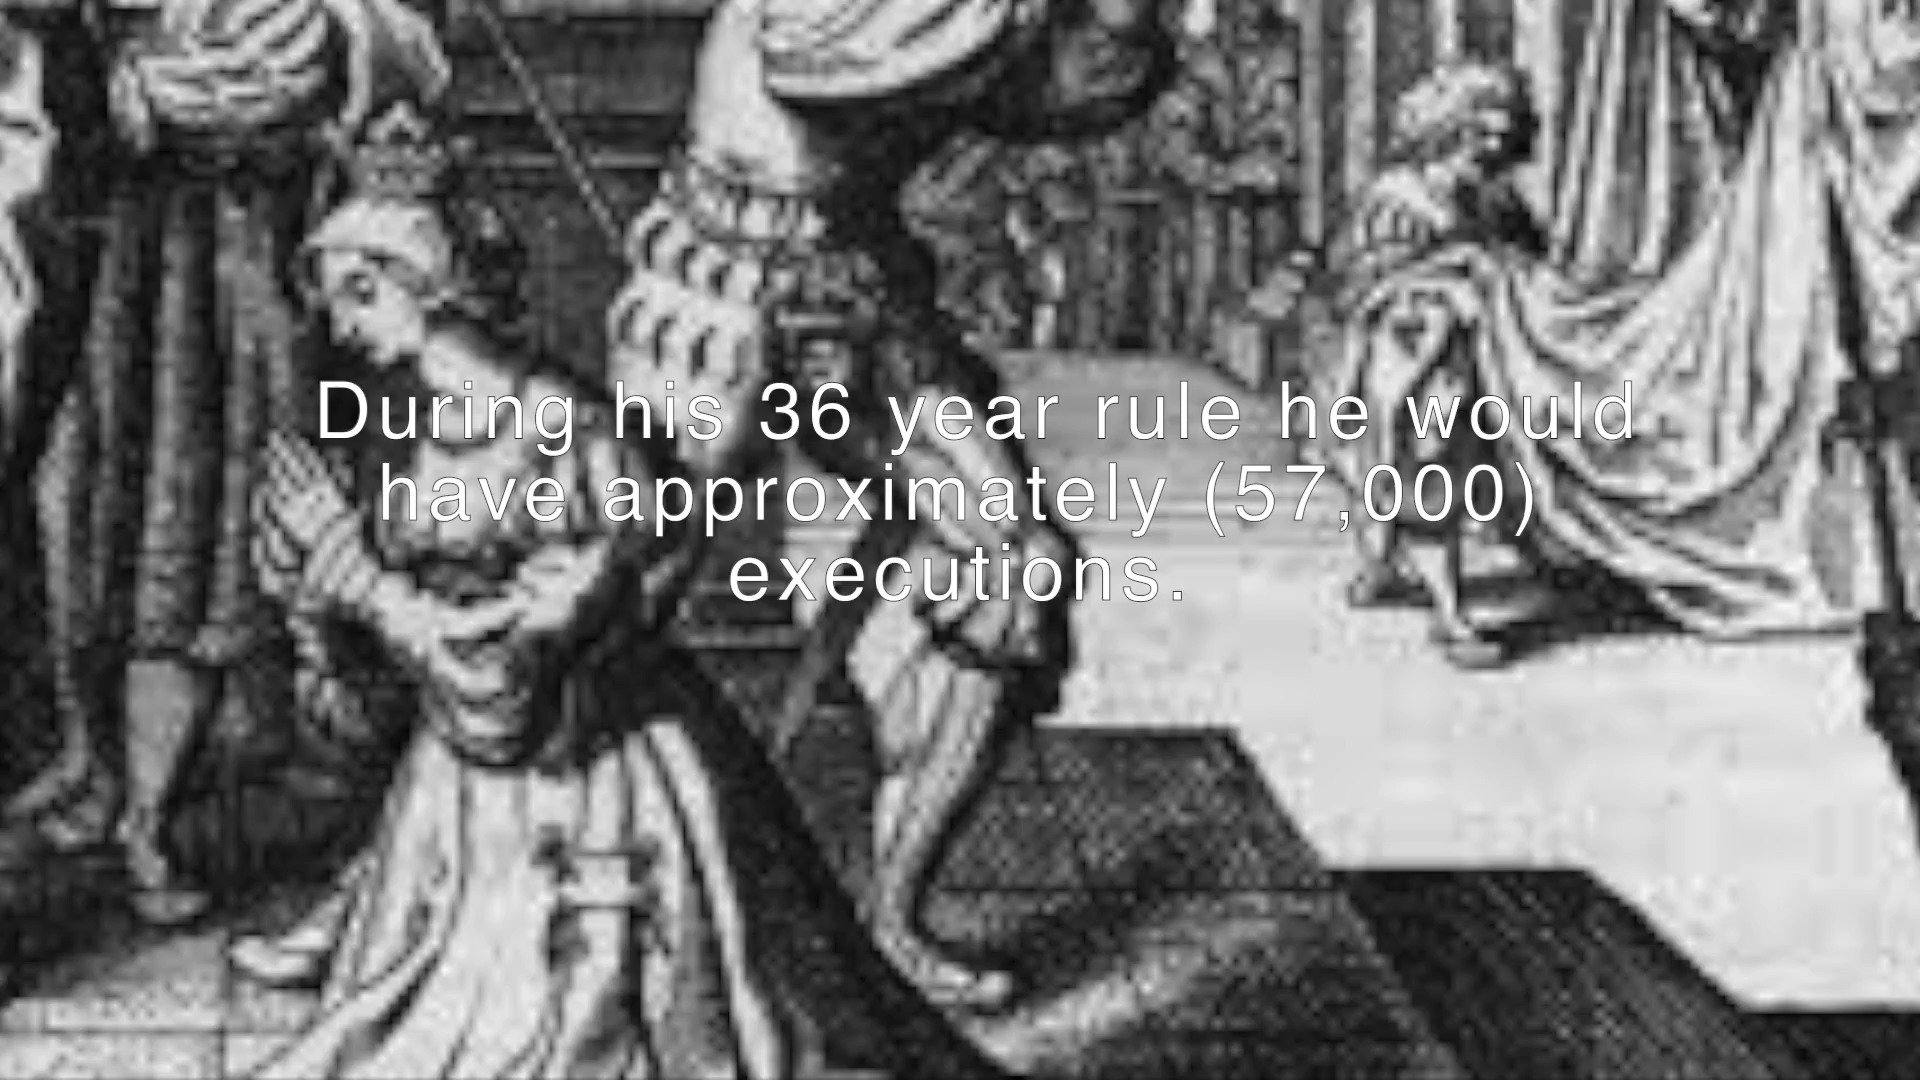 During his 36 year rule he would
have approximately (57,000)
executions.